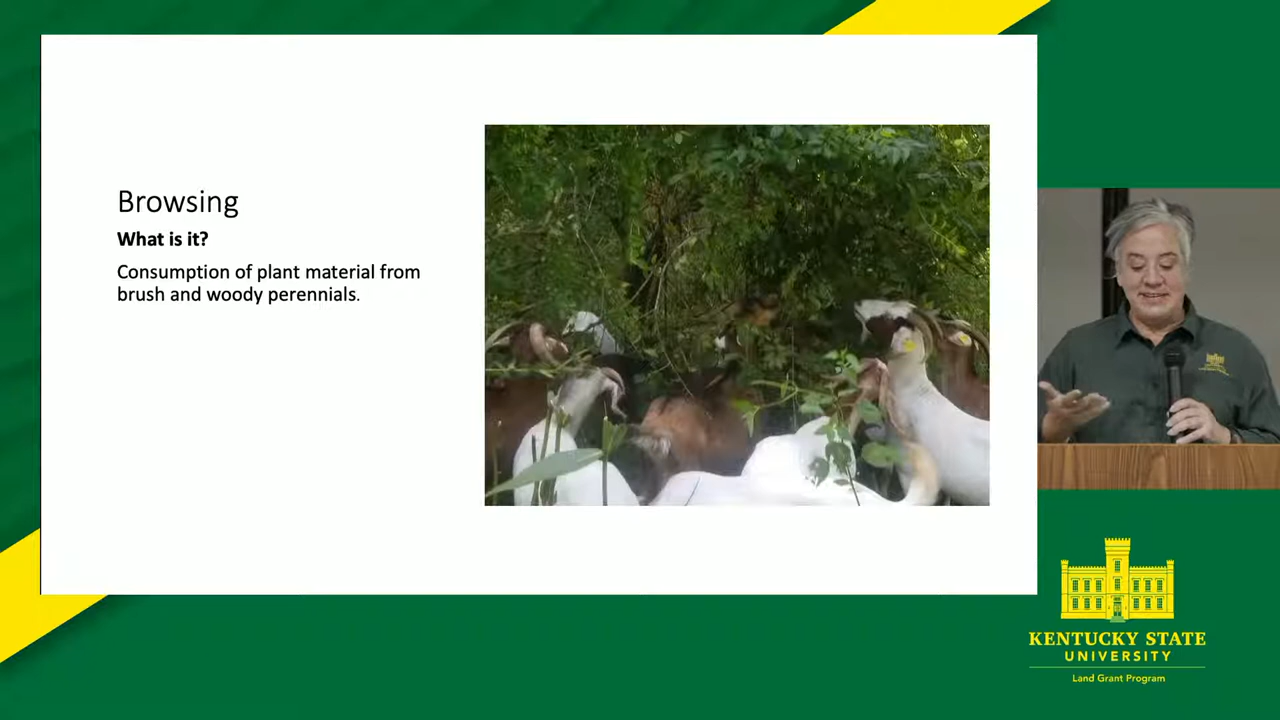 Browsing
What is it?
Consumption of plant material from
brush and woody perennials.
KENTUCKY STATE
UNIVERSITY
Land Grant Program